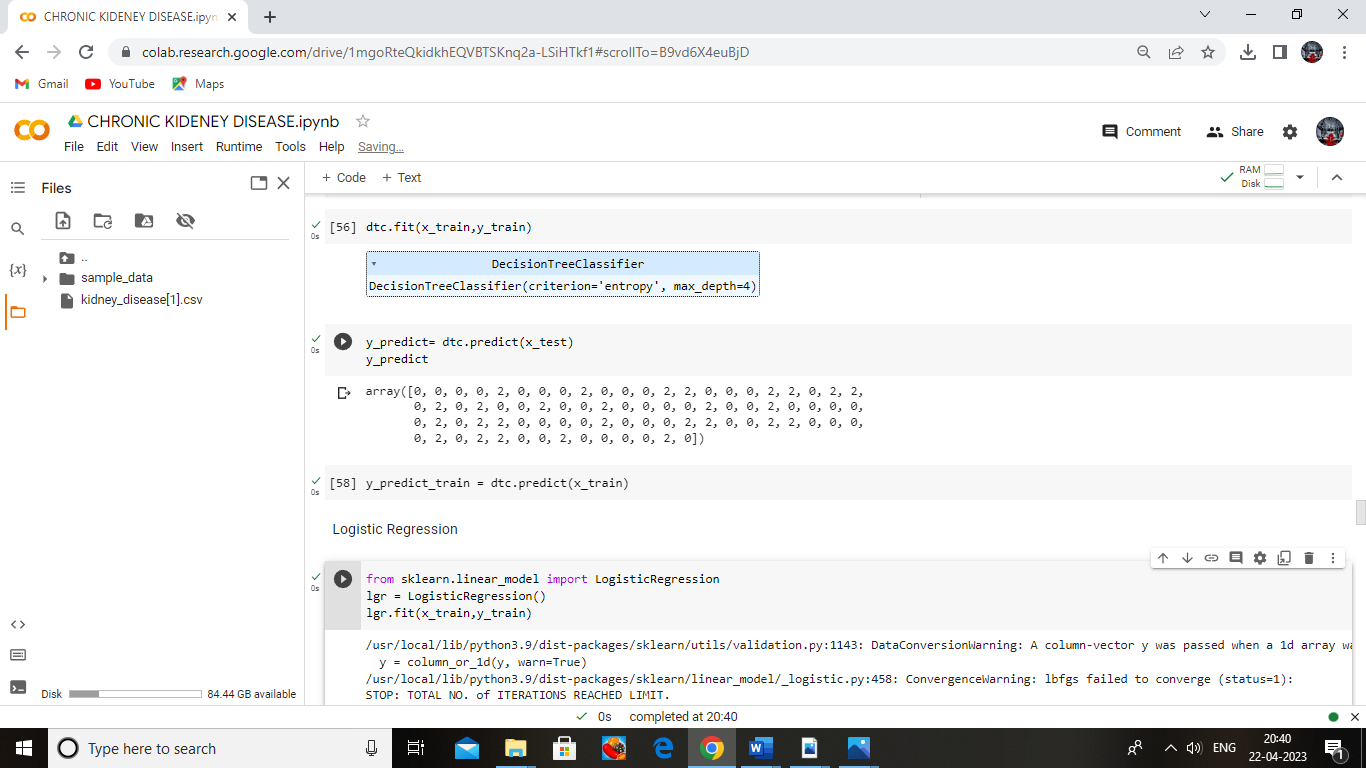 CHRONIC KIDENEY DISEASE.ipyn
colab.research.google.com/drive/1mgoRteQkidkhEQVBTSKnq2a-LSiHTkf1#scrollTo=B9vd6X4euBjD
Gmail YouTube Maps
CHRONIC KIDENEY DISEASE.ipynb
File Edit View Insert Runtime Tools Help Saving...
Comment Share
Files
+ Code + Text
RAM
Disk
..
sample_data
kidney_disease[1].csv
{x}
Disk 84.44 GB available
0s
[56] dtc.fit(x_train,y_train)
DecisionTreeClassifier
DecisionTreeClassifier(criterion='entropy', max_depth=4)
0s
y_predict= dtc.predict(x_test)
y_predict
array([0, 0, 0, 0, 2, 0, 0, 0, 2, 0, 0, 0, 2, 2, 0, 0, 0, 2, 2, 0, 2, 2,
0, 2, 0, 2, 0, 0, 2, 0, 0, 2, 0, 0, 0, 0, 2, 0, 0, 2, 0, 0, 0, 0,
0, 2, 0, 2, 2, 0, 0, 0, 0, 2, 0, 0, 0, 2, 2, 0, 0, 2, 2, 0, 0, 0,
0, 2, 0, 2, 2, 0, 0, 2, 0, 0, 0, 0, 2, 0])
0s
[58] y_predict_train = dtc.predict(x_train)
Logistic Regression
0s
from sklearn.linear_model import LogisticRegression
lgr = LogisticRegression()
lgr.fit(x_train,y_train)
/usr/local/lib/python3.9/dist-packages/sklearn/utils/validation.py:1143: DataConversionWarning: A column-vector y was passed when a 1d array wa
y = column_or_1d(y, warn=True)
/usr/local/lib/python3.9/dist-packages/sklearn/linear_model/_logistic.py:458: ConvergenceWarning: lbfgs failed to converge (status=1):
STOP: TOTAL NO. of ITERATIONS REACHED LIMIT.
0s completed at 20:40
Type here to search
ENG
20:40
22-04-2023
1